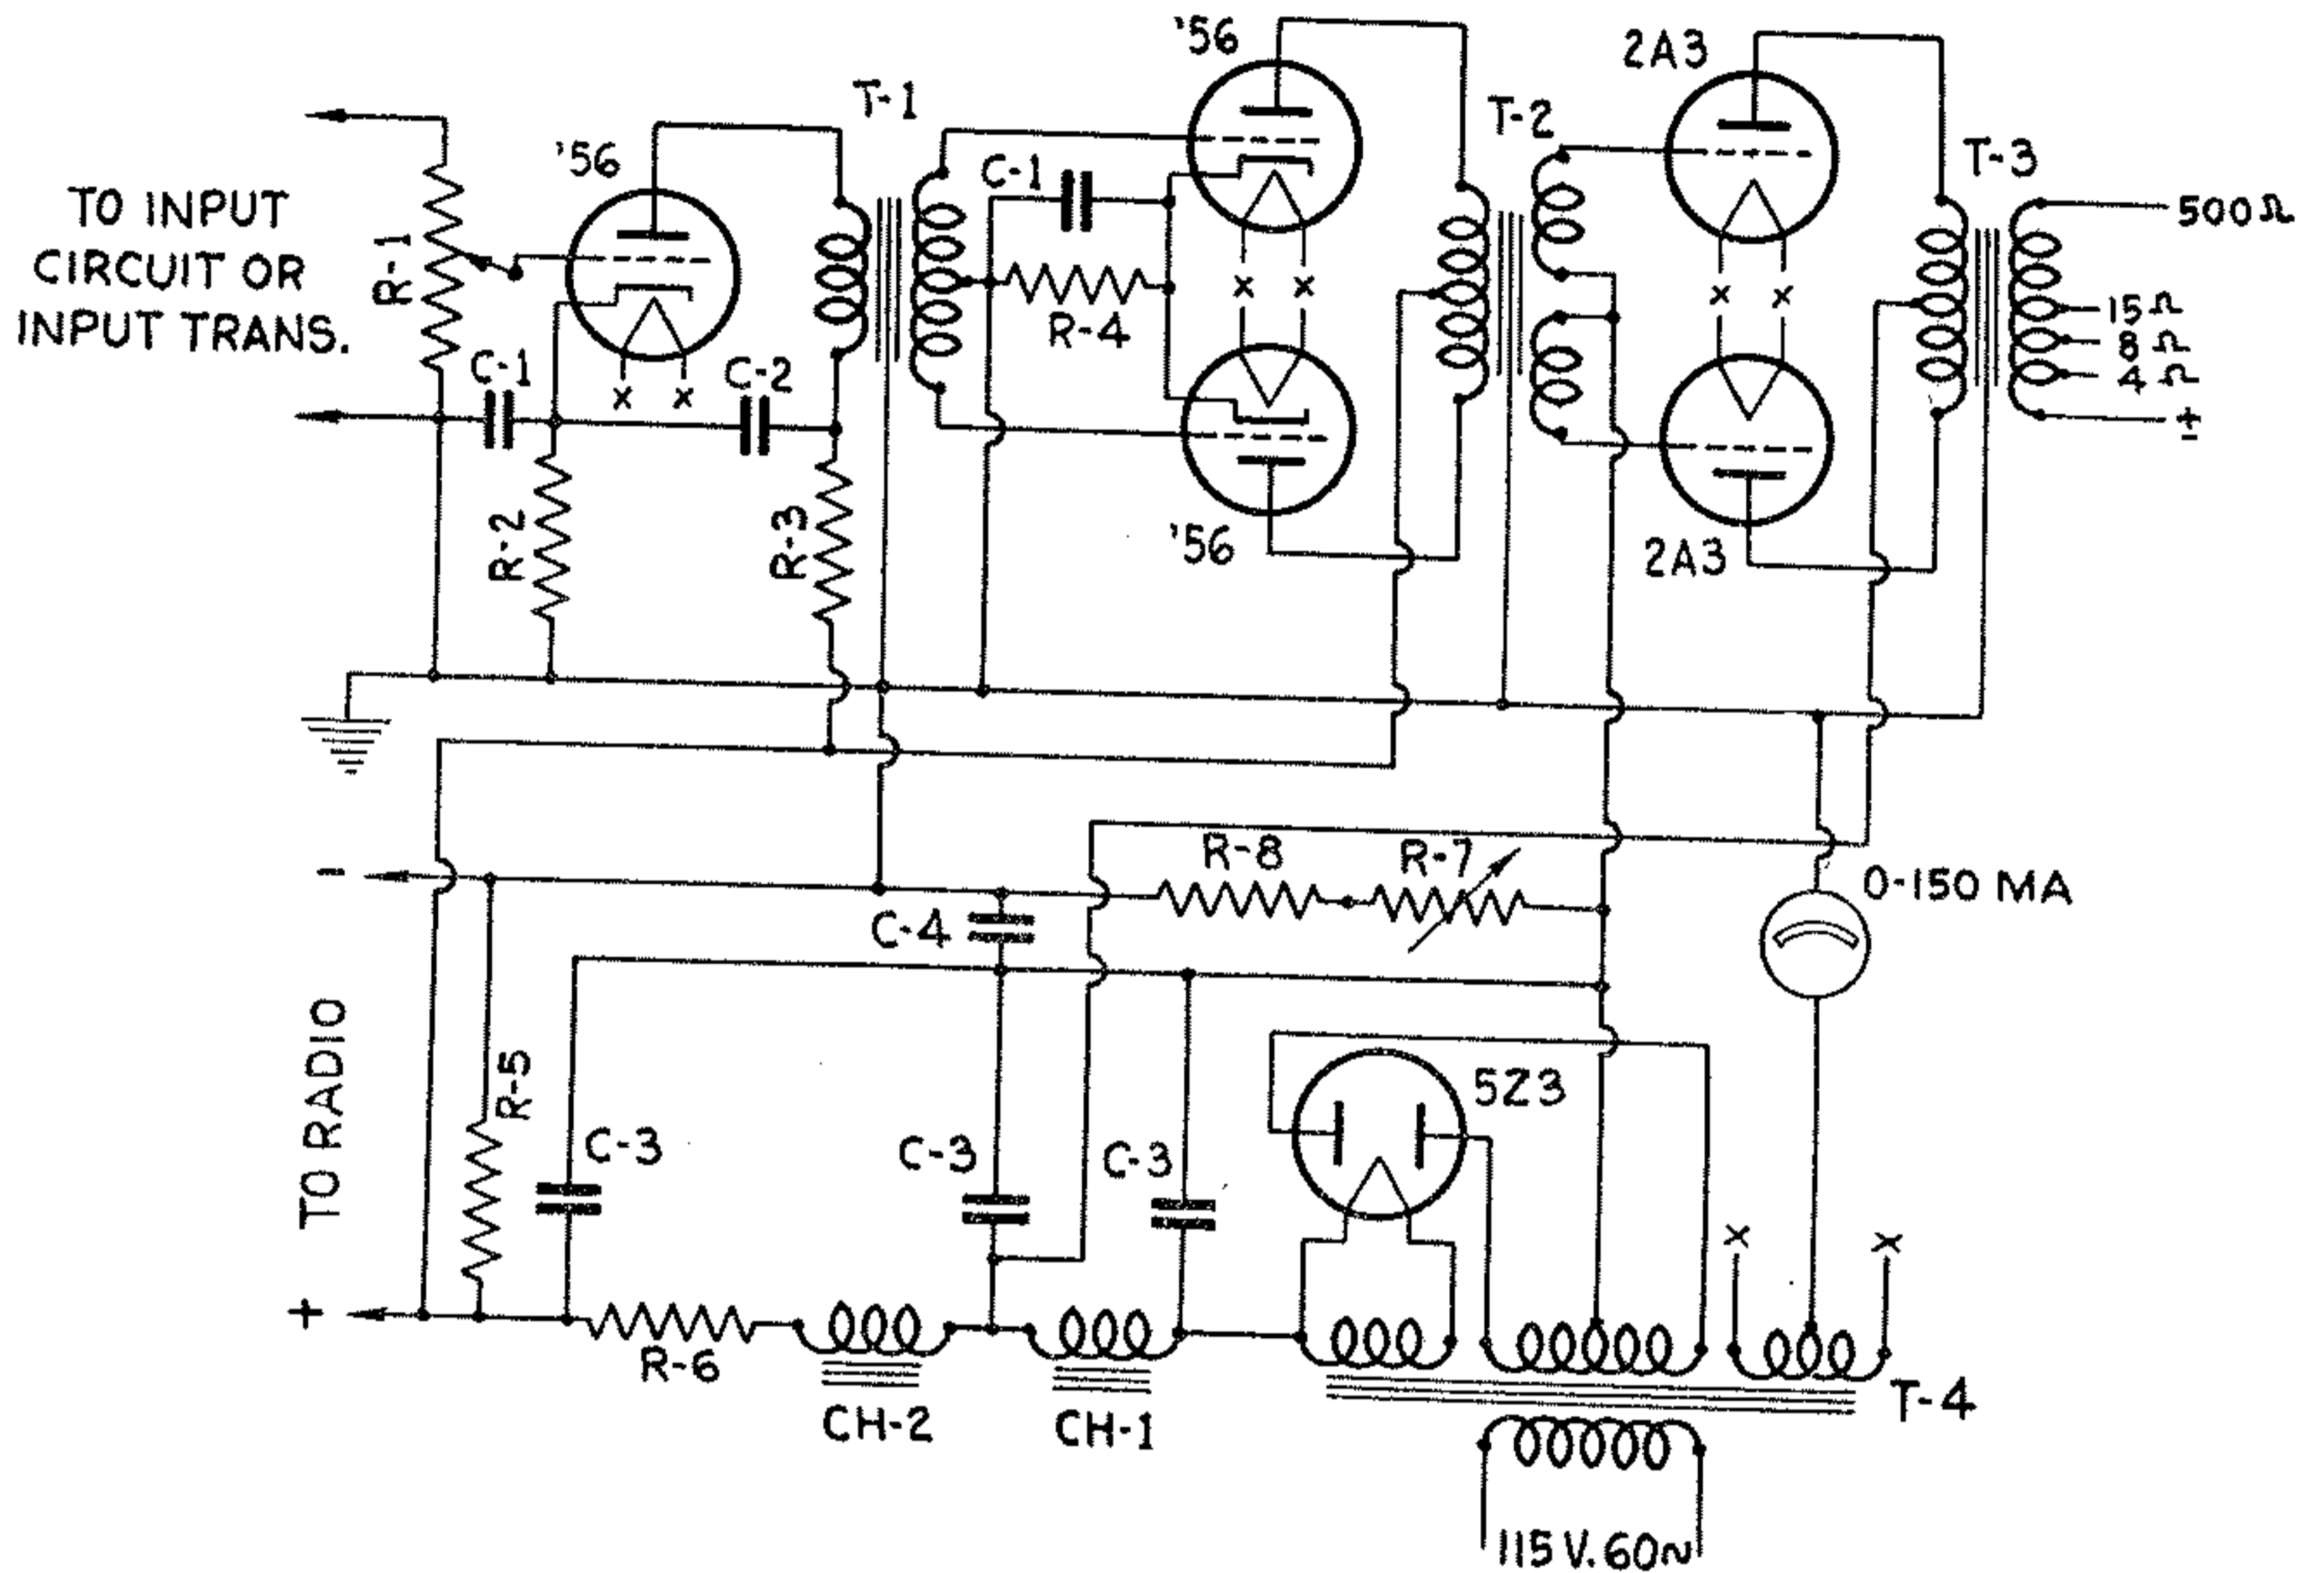 '56
2A3
T-1
T-2
'56
C-1
T-3
TO INPUT
CIRCUIT OR
INPUT TRANS.
R-1
500Ω
15Ω
8Ω
4Ω
±
R-4
C-1
C-2
x x
x x
x x
R-2
R-3
'56
2A3
-
R-8
R-7
0-150 MA
C-4
TO RADIO
R-5
C-3
C-3
C-3
5Z3
x x
+
R-6
CH-2
CH-1
T-4
115 V. 60~